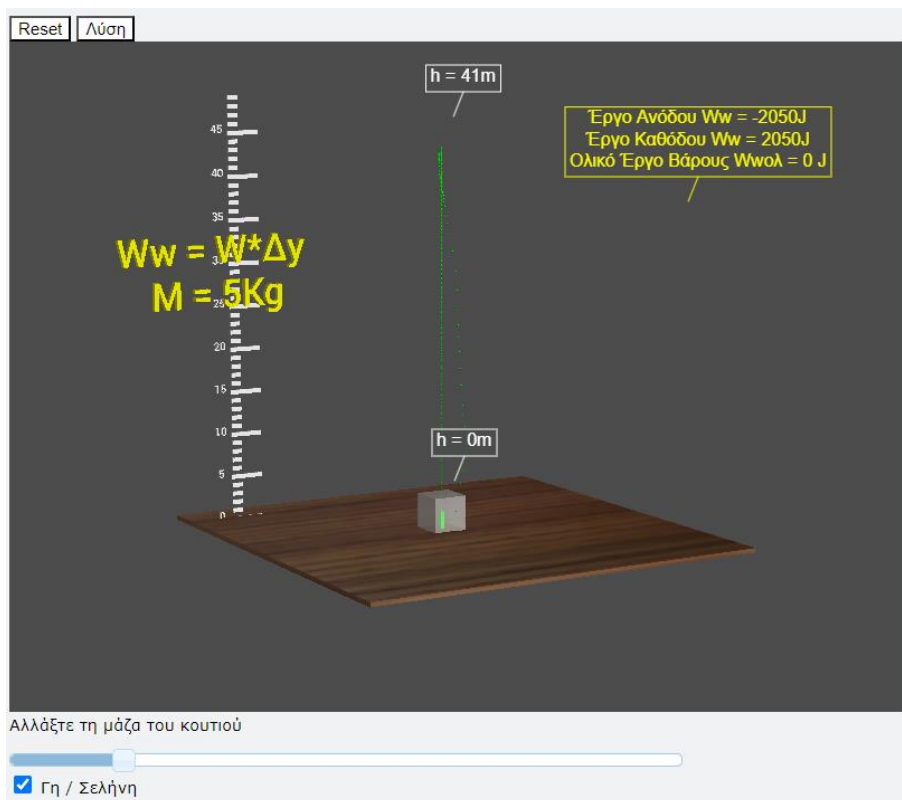 Reset Λύση
h = 41m
Έργο Ανόδου Ww = -2050J
Έργο Καθόδου Ww = 2050J
Ολικό Έργο Βάρους Wwολ = 0 J
45
40
35
Ww = W*Δy
M = 5Kg
25
20
15
10
h = 0m
5
0
Αλλάξτε τη μάζα του κουτιού
Γη / Σελήνη